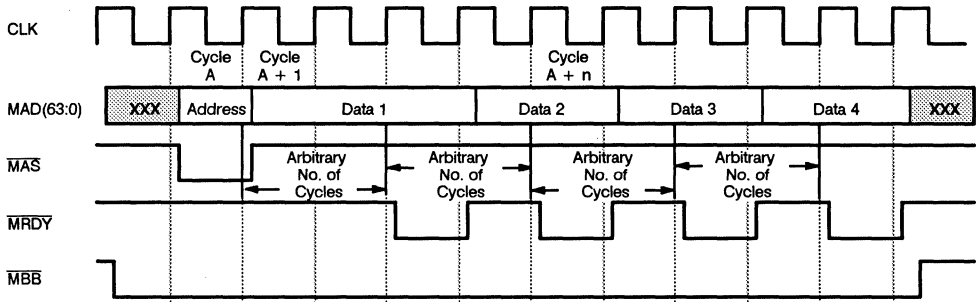 CLK
Cycle A
Cycle A + 1
Cycle A + n
MAD(63:0)
XXX Address Data 1 Data 2 Data 3 Data 4 XXX
MAS
Arbitrary No. of Cycles
Arbitrary No. of Cycles
Arbitrary No. of Cycles
Arbitrary No. of Cycles
MRDY
MBB